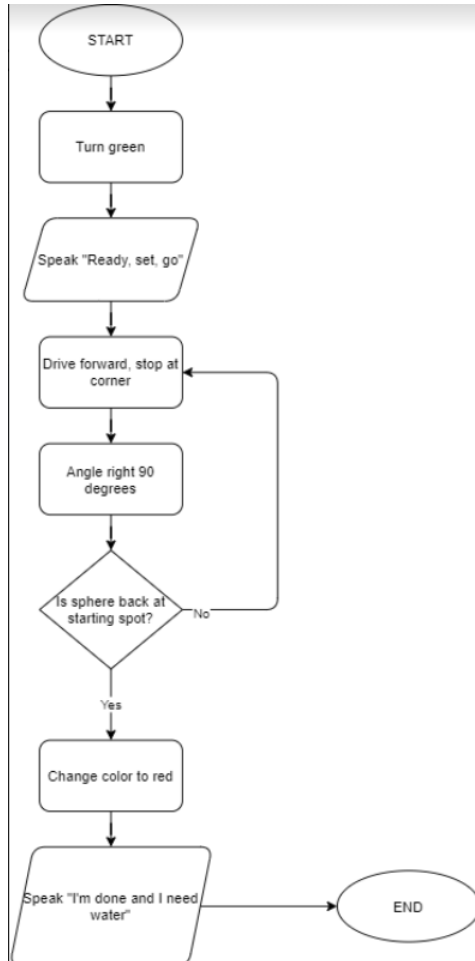 START
Turn green
Speak "Ready, set, go"
Drive forward, stop at
corner
Angle right 90
degrees
Is sphere back at
starting spot?
No
Yes
Change color to red
Speak "I'm done and I need
water"
END